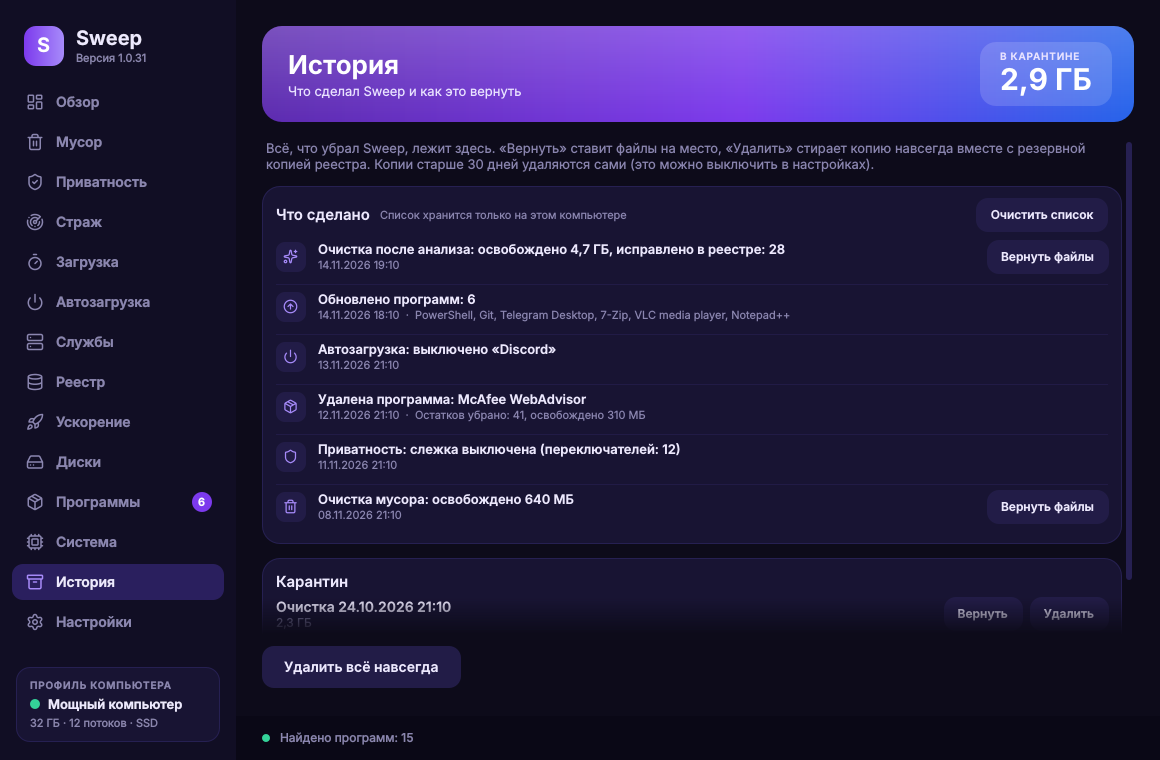 S
Sweep
Версия 1.0.31
Обзор
Мусор
Приватность
Страж
Загрузка
Автозагрузка
Службы
Реестр
Ускорение
Диски
Программы
6
Система
История
Настройки
ПРОФИЛЬ КОМПЬЮТЕРА
Мощный компьютер
32 ГБ · 12 потоков · SSD
История
Что сделал Sweep и как это вернуть
В КАРАНТИНЕ
2,9 ГБ
Всё, что убрал Sweep, лежит здесь. «Вернуть» ставит файлы на место, «Удалить» стирает копию навсегда вместе с резервной
копией реестра. Копии старше 30 дней удаляются сами (это можно выключить в настройках).
Что сделано
Список хранится только на этом компьютере
Очистить список
Очистка после анализа: освобождено 4,7 ГБ, исправлено в реестре: 28
14.11.2026 19:10
Вернуть файлы
Обновлено программ: 6
14.11.2026 18:10 · PowerShell, Git, Telegram Desktop, 7-Zip, VLC media player, Notepad++
Автозагрузка: выключено «Discord»
13.11.2026 21:10
Удалена программа: McAfee WebAdvisor
12.11.2026 21:10 · Остатков убрано: 41, освобождено 310 МБ
Приватность: слежка выключена (переключателей: 12)
11.11.2026 21:10
Очистка мусора: освобождено 640 МБ
08.11.2026 21:10
Вернуть файлы
Карантин
Очистка 24.10.2026 21:10
2,3 ГБ
Вернуть
Удалить
Удалить всё навсегда
Найдено программ: 15